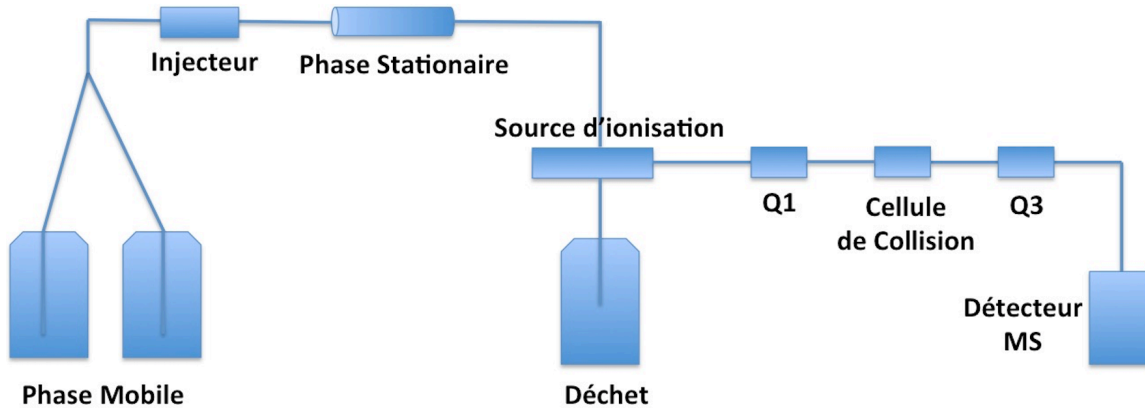 Injecteur
Phase Stationaire
Source d'ionisation
Q1
Cellule
de Collision
Q3
Détecteur
MS
Phase Mobile
Déchet